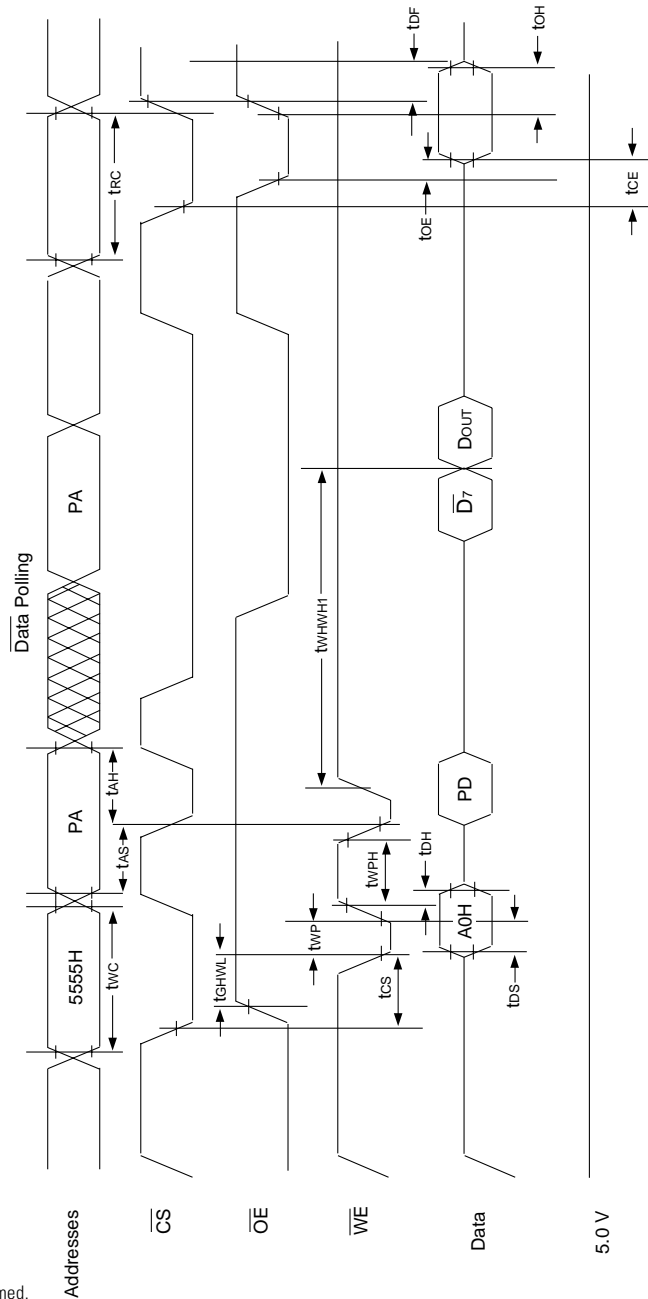 Data Polling
Addresses
5555H
PA
PA
tWC
tAS
tAH
tRC
CS
OE
tGHWL
WE
tWP
tCS
tWPH
tWHWH1
Data
A0H
PD
D7
DOUT
tDS
tDH
tOE
tDF
tOH
tCE
5.0 V
med.